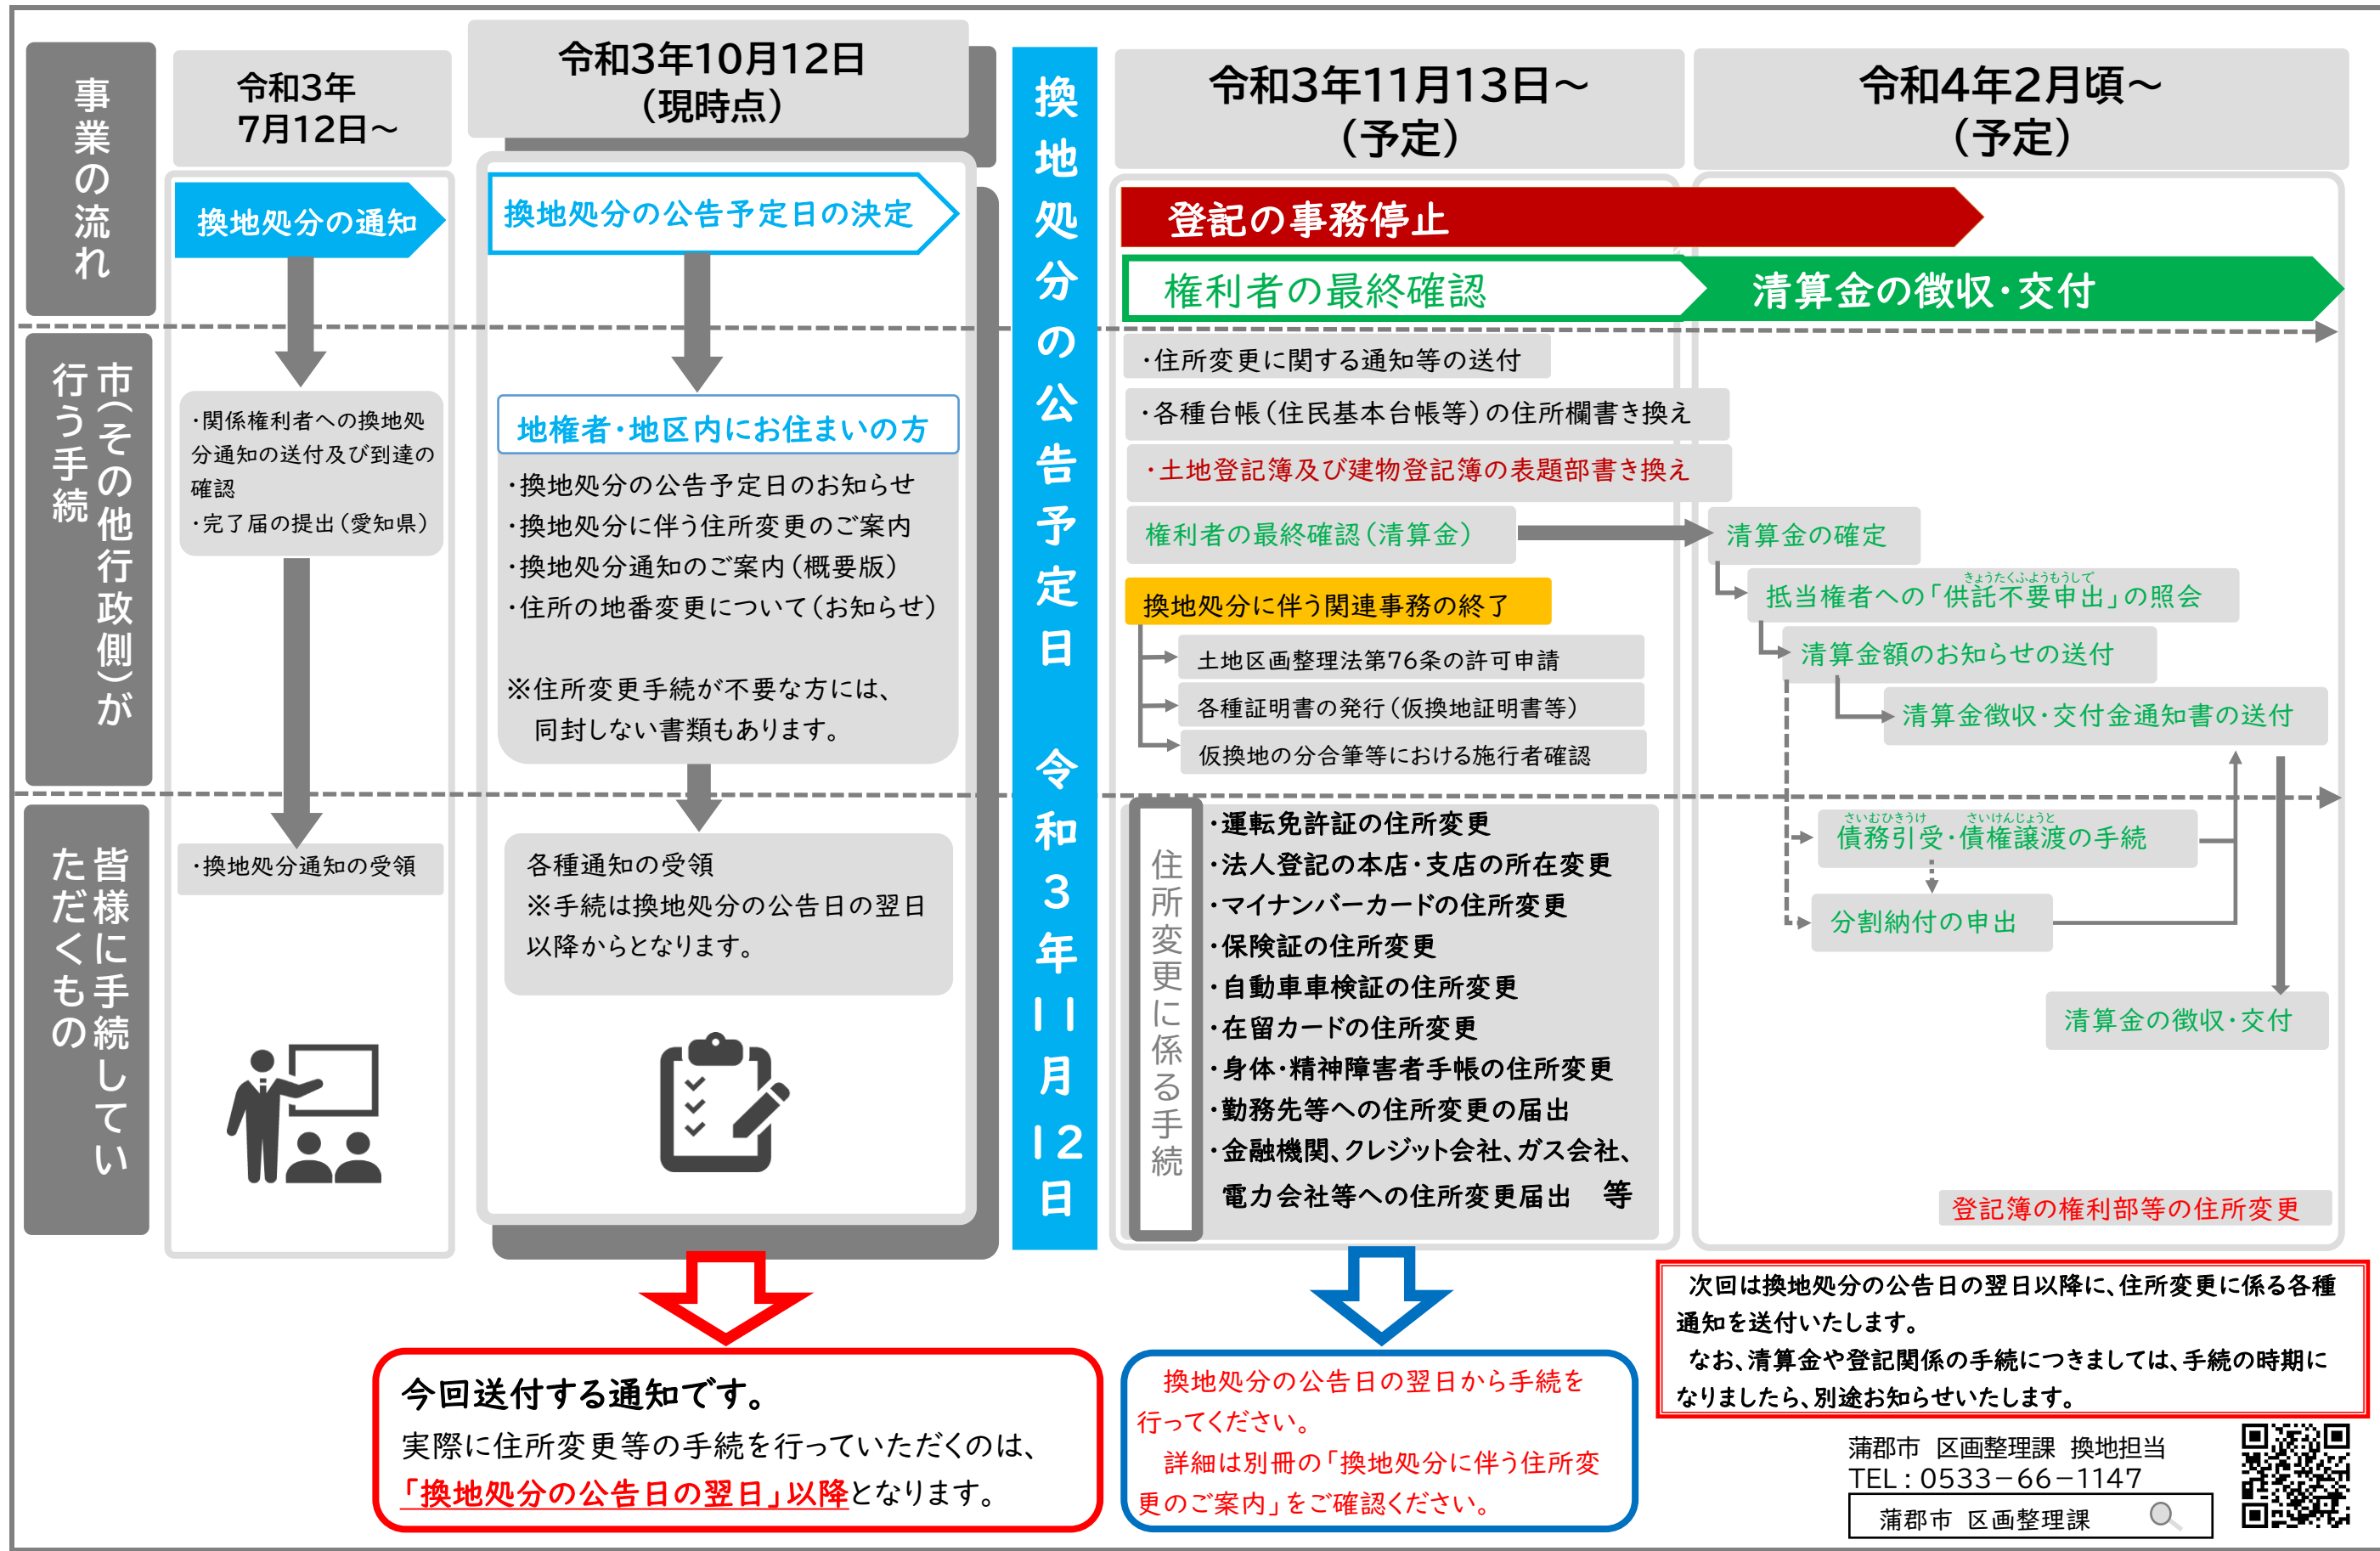 事業の流れ
令和3年
7月12日～
令和3年10月12日
（現時点）
令和3年11月13日～
（予定）
令和4年2月頃～
（予定）
換地処分の通知
換地処分の公告予定日の決定
換地処分の公告予定日　令和3年11月12日
登記の事務停止
権利者の最終確認
清算金の徴収・交付
市（その他行政側）が
行う手続
・関係権利者への換地処
分通知の送付及び到達の
確認
・完了届の提出（愛知県）
地権者・地区内にお住まいの方
・換地処分の公告予定日のお知らせ
・換地処分に伴う住所変更のご案内
・換地処分通知のご案内（概要版）
・住所の地番変更について（お知らせ）
※住所変更手続が不要な方には、
同封しない書類もあります。
・住所変更に関する通知等の送付
・各種台帳（住民基本台帳等）の住所欄書き換え
・土地登記簿及び建物登記簿の表題部書き換え
権利者の最終確認（清算金）
換地処分に伴う関連事務の終了
土地区画整理法第76条の許可申請
各種証明書の発行（仮換地証明書等）
仮換地の分合筆等における施行者確認
清算金の確定
きょうたくふようもうしで
抵当権者への「供託不要申出」の照会
清算金額のお知らせの送付
清算金徴収・交付金通知書の送付
皆様に手続してい
ただくもの
・換地処分通知の受領
各種通知の受領
※手続は換地処分の公告日の翌日
以降からとなります。
住所変更に係る手続
・運転免許証の住所変更
・法人登記の本店・支店の所在変更
・マイナンバーカードの住所変更
・保険証の住所変更
・自動車車検証の住所変更
・在留カードの住所変更
・身体・精神障害者手帳の住所変更
・勤務先等への住所変更の届出
・金融機関、クレジット会社、ガス会社、
電力会社等への住所変更届出　等
さいむひきうけ　さいけんじょうと
債務引受・債権譲渡の手続
分割納付の申出
清算金の徴収・交付
登記簿の権利部等の住所変更
今回送付する通知です。
実際に住所変更等の手続を行っていただくのは、
「換地処分の公告日の翌日」以降となります。
換地処分の公告日の翌日から手続を
行ってください。
詳細は別冊の「換地処分に伴う住所変
更のご案内」をご確認ください。
次回は換地処分の公告日の翌日以降に、住所変更に係る各種
通知を送付いたします。
なお、清算金や登記関係の手続につきましては、手続の時期に
なりましたら、別途お知らせいたします。
蒲郡市　区画整理課　換地担当
TEL：0533－66－1147
蒲郡市 区画整理課